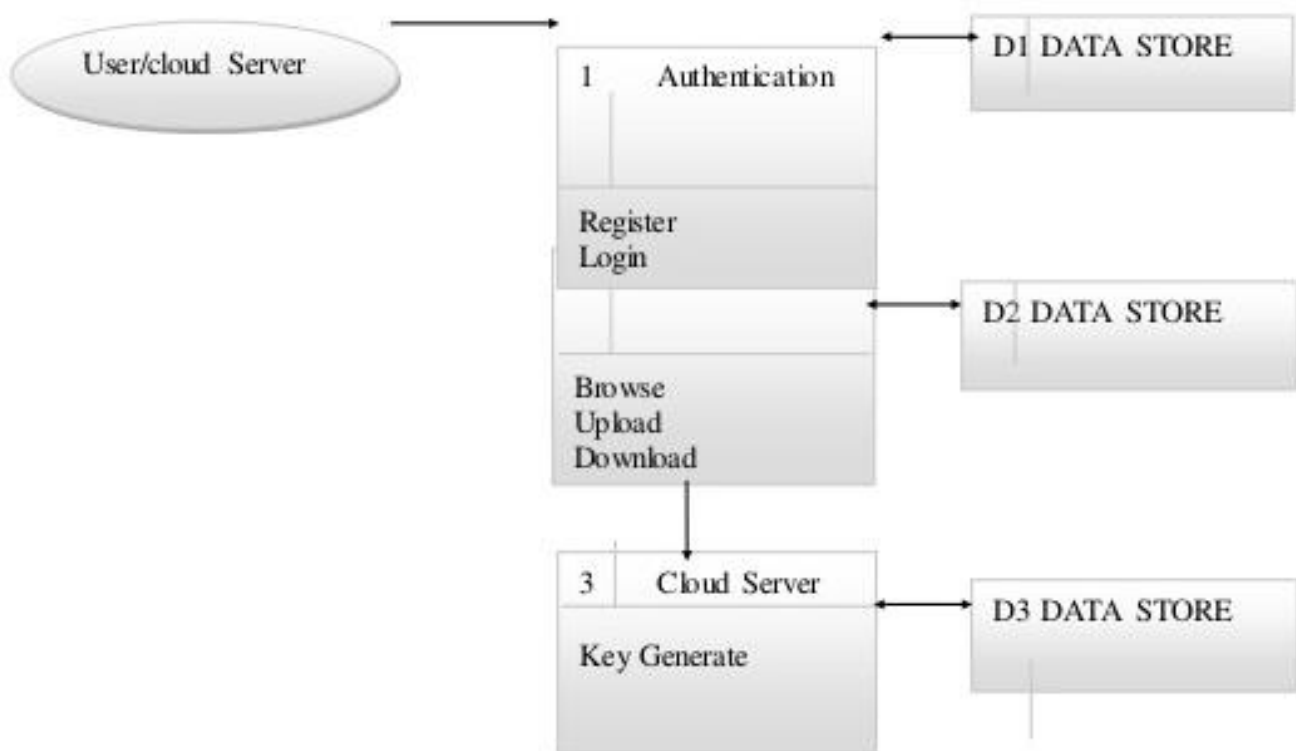 User/cloud Server
1 Authentication
D1 DATA STORE
Register
Login
D2 DATA STORE
Browse
Upload
Download
3 Cloud Server
D3 DATA STORE
Key Generate